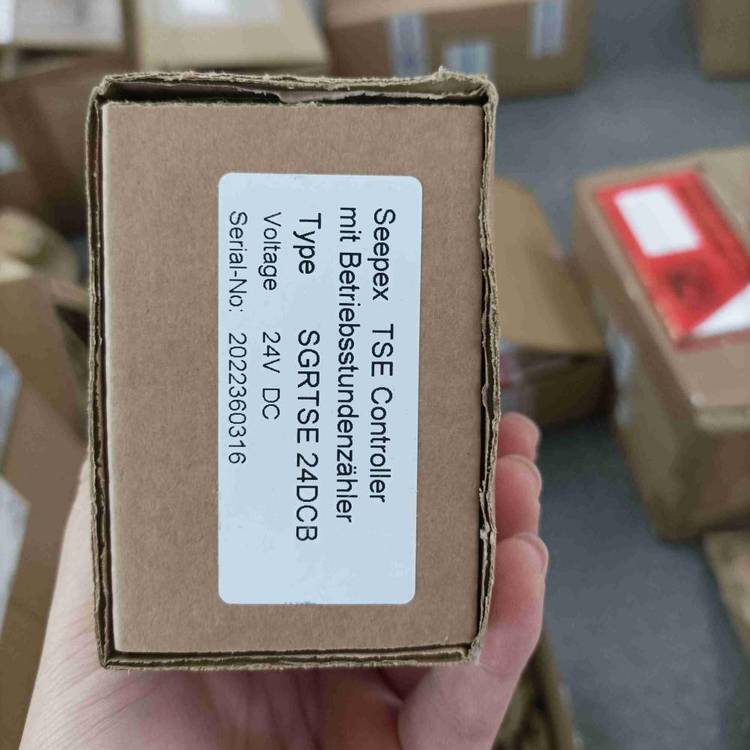 Seepex TSE Controller
mit Betriebsstundenzähler
Type SGRTSE 24DCB
Voltage 24V DC
Serial-No: 2022360316